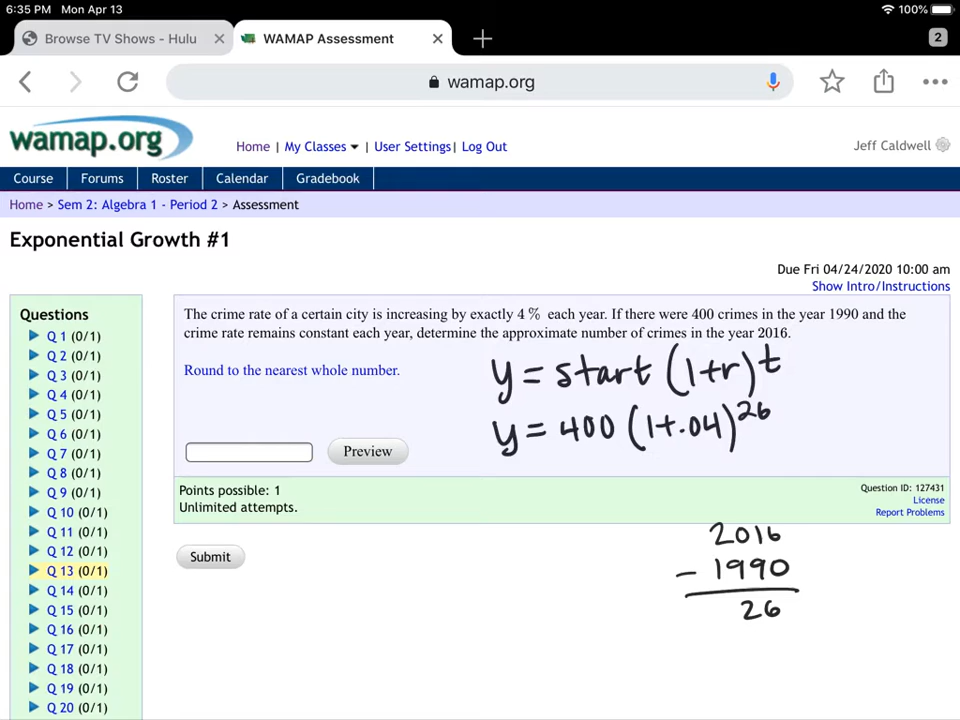 6:35 PM Mon Apr 13 100%
Browse TV Shows - Hulu × WAMAP Assessment × + 2
wamap.org
wamap.org
Home | My Classes | User Settings | Log Out
Jeff Caldwell
Course Forums Roster Calendar Gradebook
Home > Sem 2: Algebra 1 - Period 2 > Assessment
Exponential Growth #1
Due Fri 04/24/2020 10:00 am
Show Intro/Instructions
Questions
Q 1 (0/1)
Q 2 (0/1)
Q 3 (0/1)
Q 4 (0/1)
Q 5 (0/1)
Q 6 (0/1)
Q 7 (0/1)
Q 8 (0/1)
Q 9 (0/1)
Q 10 (0/1)
Q 11 (0/1)
Q 12 (0/1)
Q 13 (0/1)
Q 14 (0/1)
Q 15 (0/1)
Q 16 (0/1)
Q 17 (0/1)
Q 18 (0/1)
Q 19 (0/1)
Q 20 (0/1)
The crime rate of a certain city is increasing by exactly 4 % each year. If there were 400 crimes in the year 1990 and the
crime rate remains constant each year, determine the approximate number of crimes in the year 2016.
Round to the nearest whole number.
y = start (1+r)^t
y = 400 (1+.04)^26
Preview
Points possible: 1
Unlimited attempts.
Question ID: 127431
License
Report Problems
Submit
2016
- 1990
26